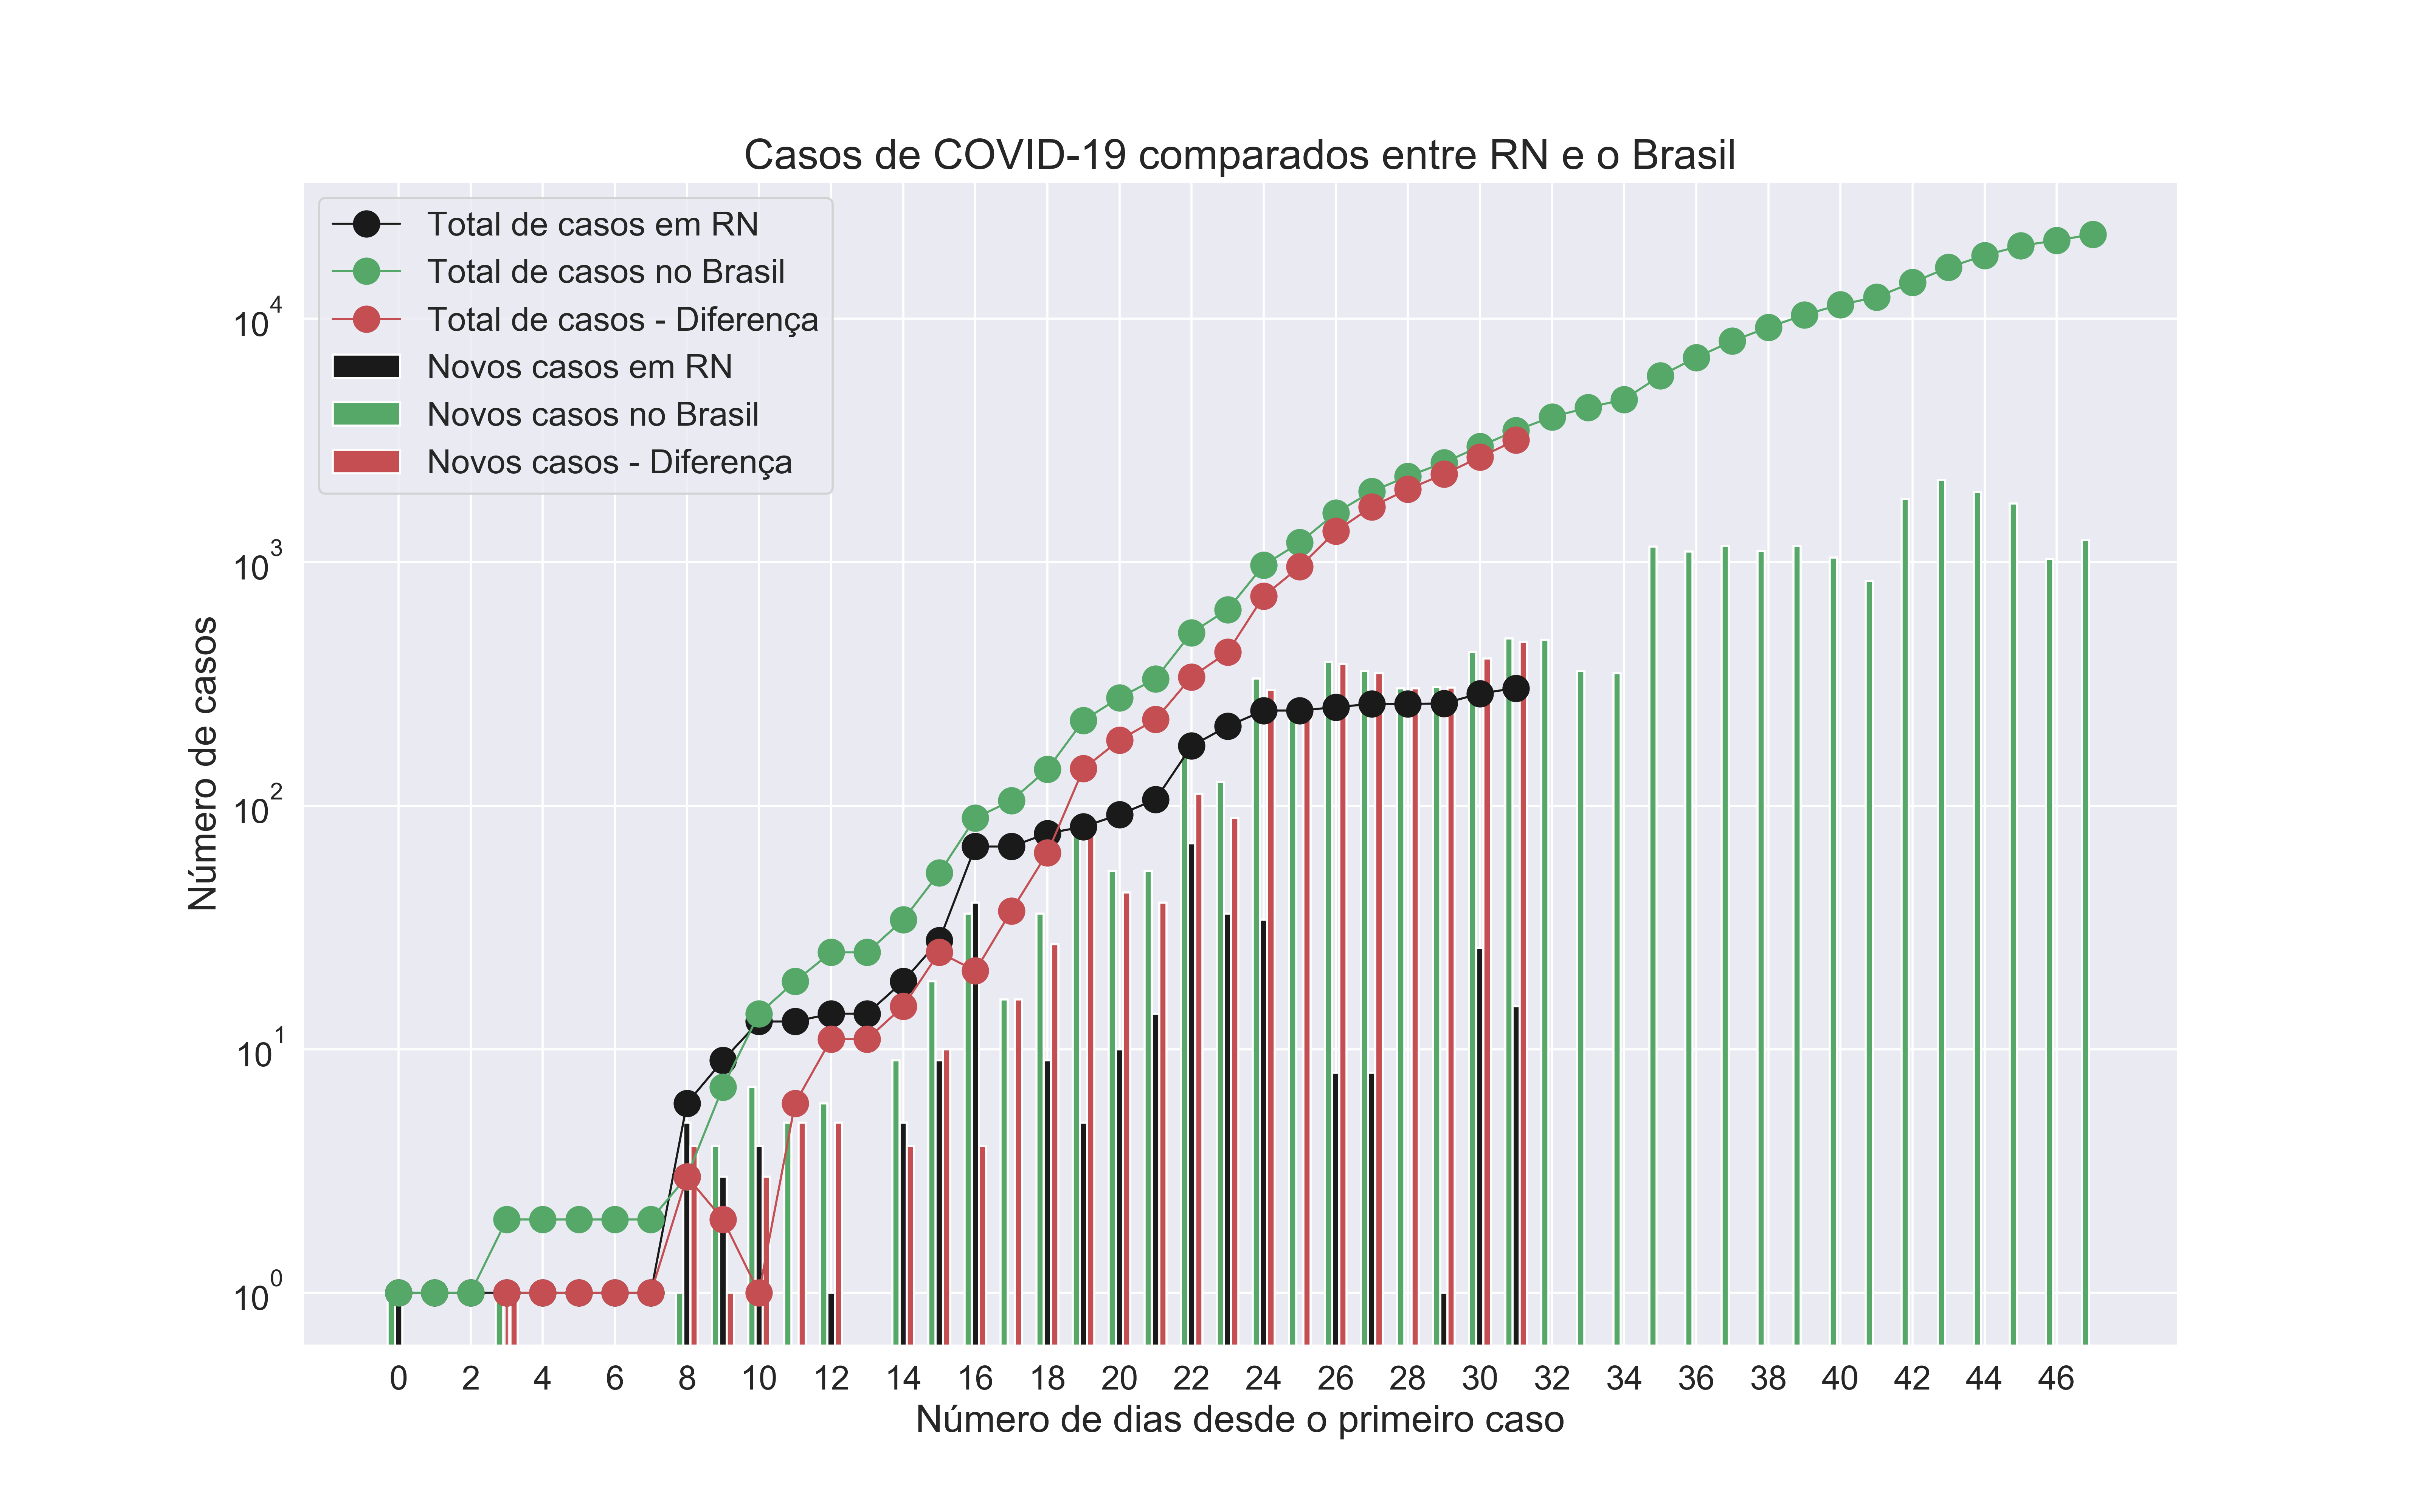 Casos de COVID-19 comparados entre RN e o Brasil
Total de casos em RN
Total de casos no Brasil
Total de casos - Diferença
Novos casos em RN
Novos casos no Brasil
Novos casos - Diferença
Número de casos
10^4
10^3
10^2
10^1
10^0
0 2 4 6 8 10 12 14 16 18 20 22 24 26 28 30 32 34 36 38 40 42 44 46
Número de dias desde o primeiro caso